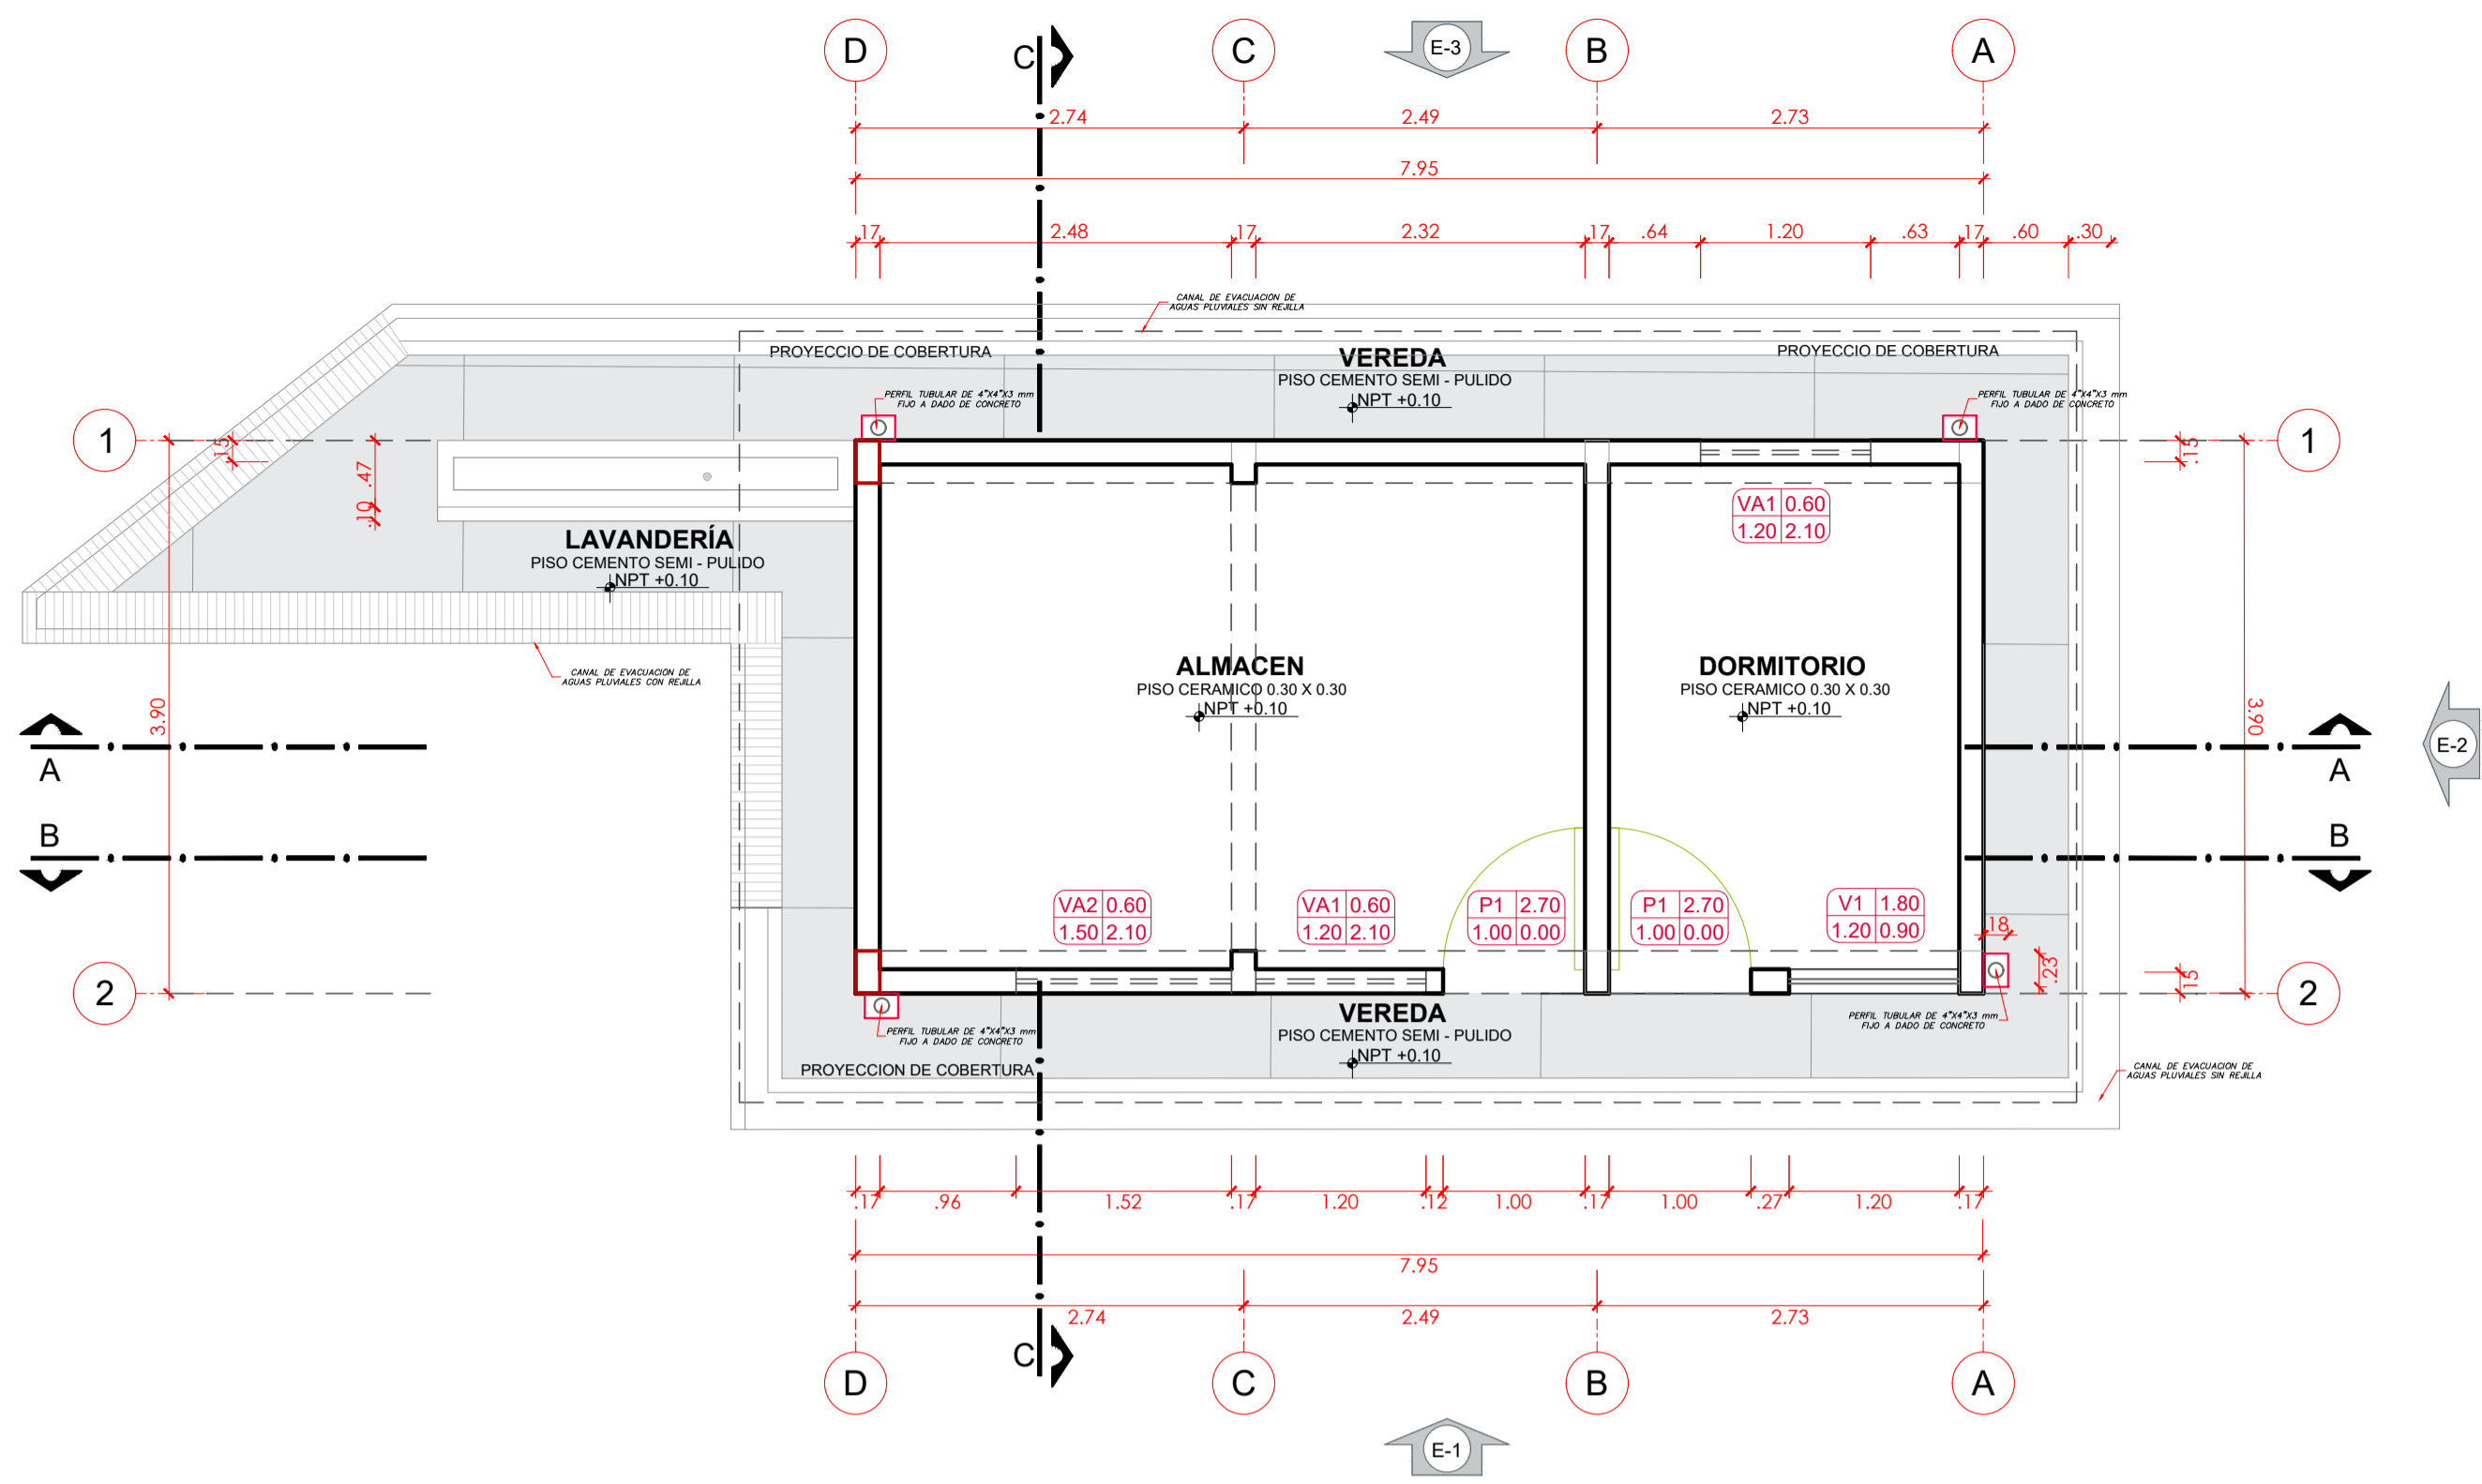 D
C
C
E-3
B
A
2.74
2.49
2.73
7.95
.17
2.48
.17
2.32
.17
.64
1.20
.63
.17
.60
.30
CANAL DE EVACUACION DE
AGUAS PLUVIALES SIN REJILLA
PROYECCIO DE COBERTURA
VEREDA
PROYECCIO DE COBERTURA
PISO CEMENTO SEMI - PULIDO
NPT +0.10
PERFIL TUBULAR DE 4"X4"X3 mm
FIJO A DADO DE CONCRETO
PERFIL TUBULAR DE 4"X4"X3 mm
FIJO A DADO DE CONCRETO
1
.15
.47
.10
.15
1
VA1 0.60
1.20 2.10
LAVANDERÍA
PISO CEMENTO SEMI - PULIDO
NPT +0.10
CANAL DE EVACUACION DE
AGUAS PLUVIALES CON REJILLA
ALMACEN
PISO CERAMICO 0.30 X 0.30
NPT +0.10
DORMITORIO
PISO CERAMICO 0.30 X 0.30
NPT +0.10
3.90
3.90
A
A
E-2
B
B
VA2 0.60
1.50 2.10
VA1 0.60
1.20 2.10
P1 2.70
1.00 0.00
P1 2.70
1.00 0.00
V1 1.80
1.20 0.90
.18
.23
.15
2
2
VEREDA
PISO CEMENTO SEMI - PULIDO
NPT +0.10
PERFIL TUBULAR DE 4"X4"X3 mm
FIJO A DADO DE CONCRETO
PERFIL TUBULAR DE 4"X4"X3 mm
FIJO A DADO DE CONCRETO
PROYECCION DE COBERTURA
CANAL DE EVACUACION DE
AGUAS PLUVIALES SIN REJILLA
.17
.96
1.52
.17
1.20
.12
1.00
.17
1.00
.27
1.20
.17
7.95
2.74
2.49
2.73
C
D
C
B
A
E-1